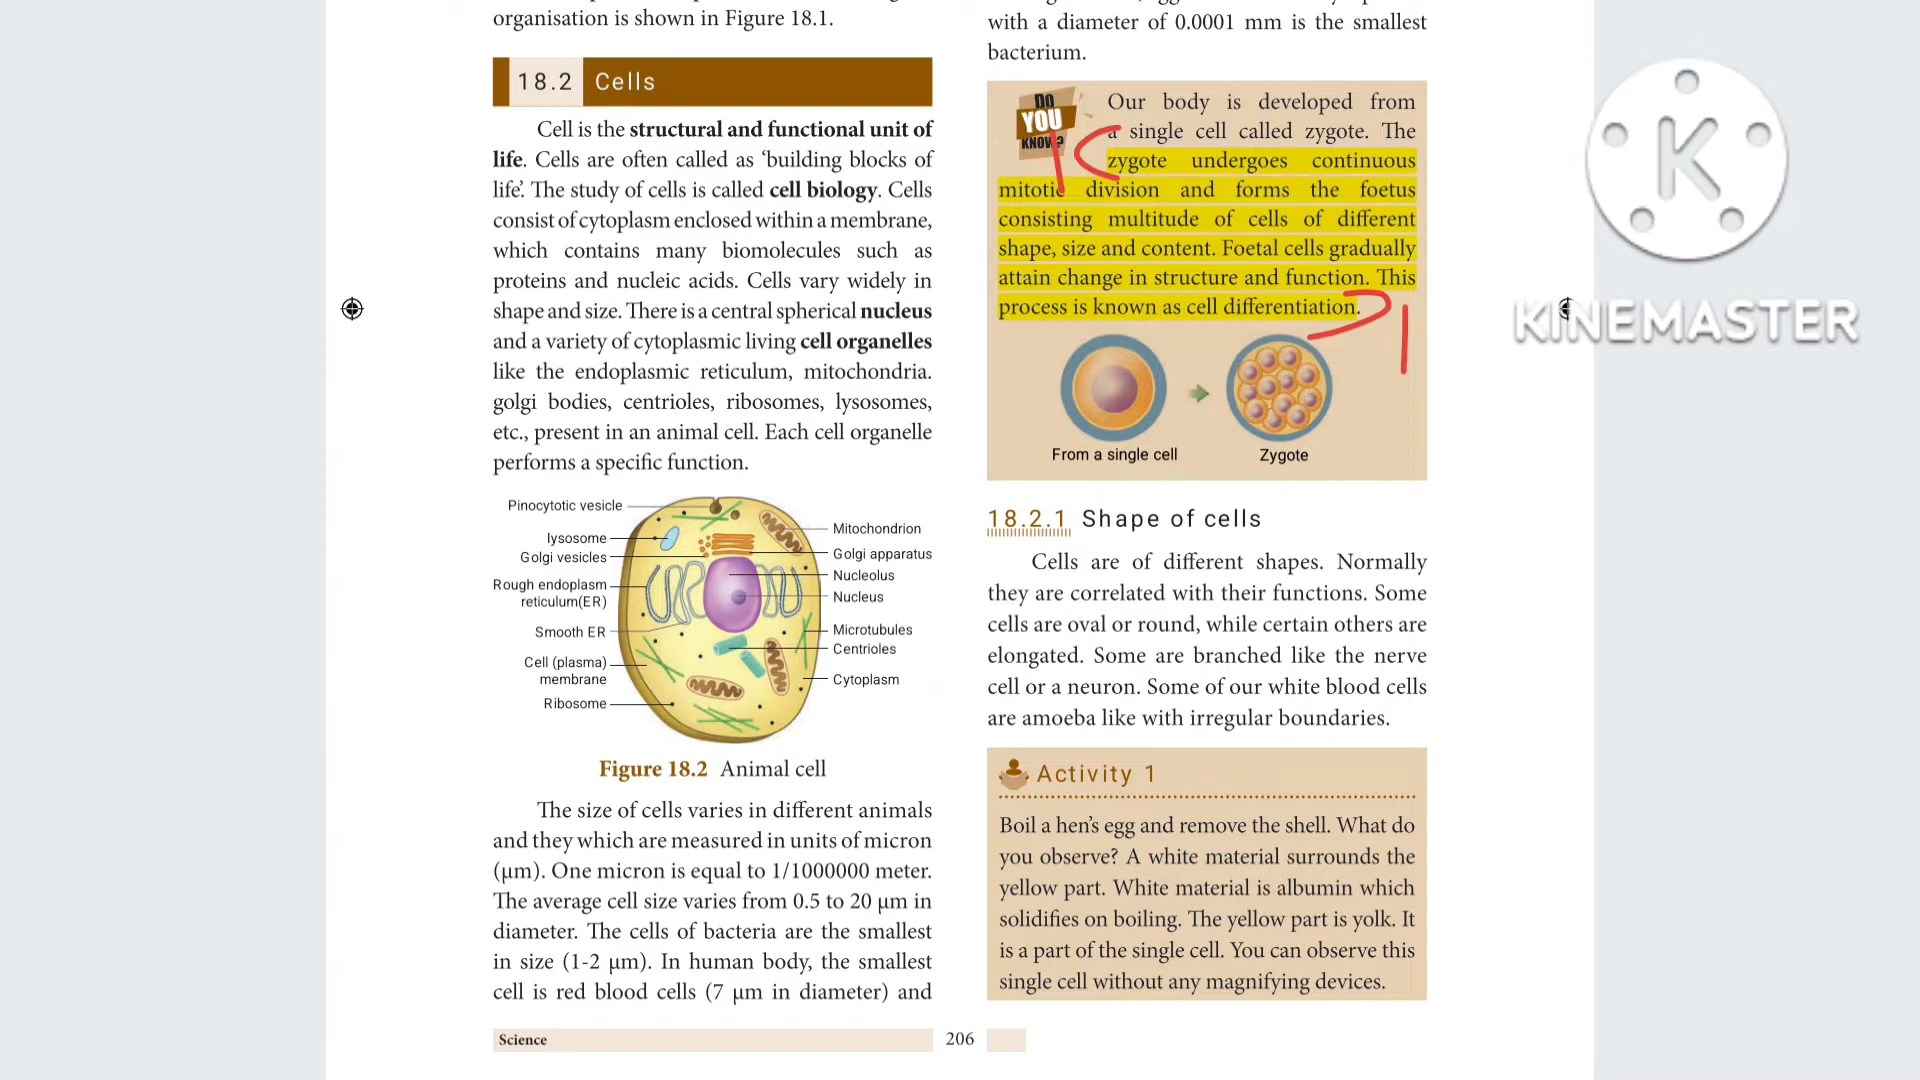 organisation is shown in Figure 18.1.
18.2 Cells
Cell is the structural and functional unit of
life. Cells are often called as ‘building blocks of
life’. The study of cells is called cell biology. Cells
consist of cytoplasm enclosed within a membrane,
which contains many biomolecules such as
proteins and nucleic acids. Cells vary widely in
shape and size. There is a central spherical nucleus
and a variety of cytoplasmic living cell organelles
like the endoplasmic reticulum, mitochondria.
golgi bodies, centrioles, ribosomes, lysosomes,
etc., present in an animal cell. Each cell organelle
performs a specific function.
Pinocytotic vesicle
lysosome
Golgi vesicles
Rough endoplasm
reticulum(ER)
Smooth ER
Cell (plasma)
membrane
Ribosome
Mitochondrion
Golgi apparatus
Nucleolus
Nucleus
Microtubules
Centrioles
Cytoplasm
Figure 18.2 Animal cell
The size of cells varies in different animals
and they which are measured in units of micron
(μm). One micron is equal to 1/1000000 meter.
The average cell size varies from 0.5 to 20 μm in
diameter. The cells of bacteria are the smallest
in size (1-2 μm). In human body, the smallest
cell is red blood cells (7 μm in diameter) and
with a diameter of 0.0001 mm is the smallest
bacterium.
DO
YOU
KNOW?
Our body is developed from
a single cell called zygote. The
zygote undergoes continuous
mitotic division and forms the foetus
consisting multitude of cells of different
shape, size and content. Foetal cells gradually
attain change in structure and function. This
process is known as cell differentiation.
From a single cell
Zygote
18.2.1 Shape of cells
Cells are of different shapes. Normally
they are correlated with their functions. Some
cells are oval or round, while certain others are
elongated. Some are branched like the nerve
cell or a neuron. Some of our white blood cells
are amoeba like with irregular boundaries.
Activity 1
Boil a hen’s egg and remove the shell. What do
you observe? A white material surrounds the
yellow part. White material is albumin which
solidifies on boiling. The yellow part is yolk. It
is a part of the single cell. You can observe this
single cell without any magnifying devices.
Science
206
K
KINEMASTER